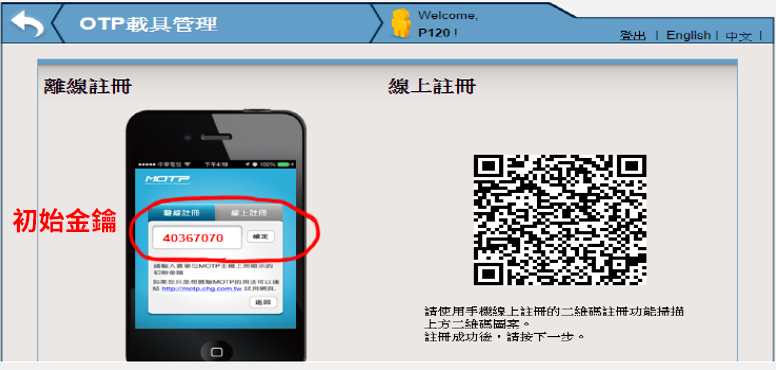 OTP載具管理
Welcome,
P120 !
登出 | English | 中文 |
離線註冊
線上註冊
中華電信
下午4:19
100%
MOTP
離線註冊
線上註冊
初始金鑰
40367070
確定
請輸入貴單位MOTP主機上所顯示的
初始金鑰
如果您只是想體驗MOTP的用法可以連
結 http://motp.chg.com.tw 試用網頁.
返回
請使用手機線上註冊的二維碼註冊功能掃描
上方二維碼圖案。
註冊成功後，請按下一步。